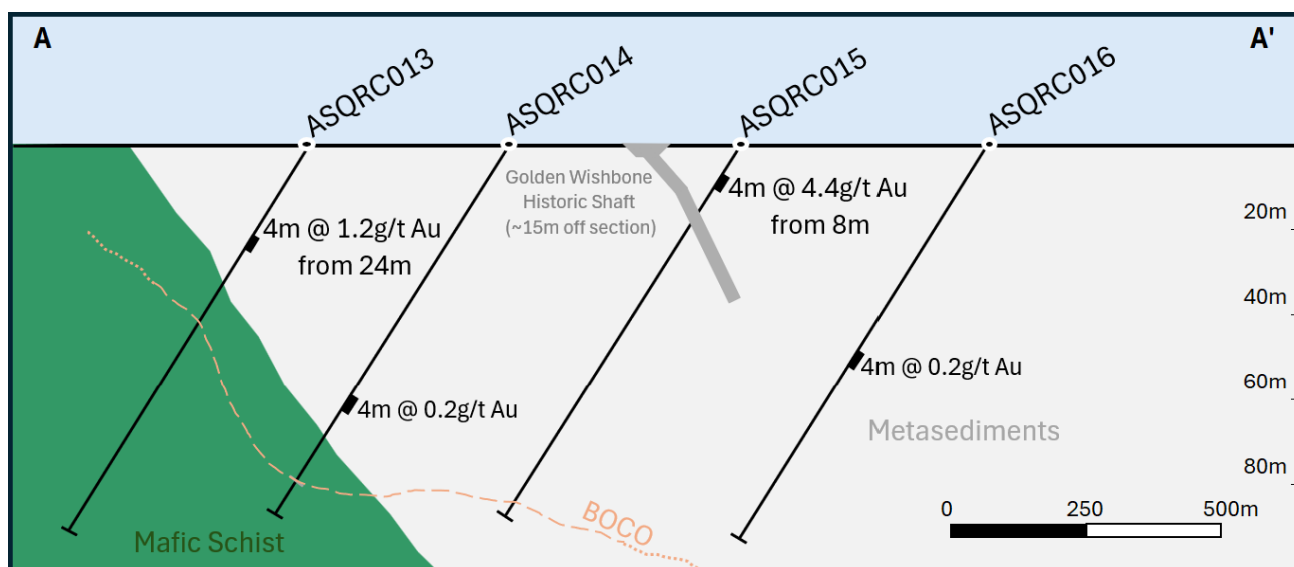 A
A'
ASQRC013
ASQRC014
ASQRC015
ASQRC016
Golden Wishbone
Historic Shaft
(~15m off section)
4m @ 4.4g/t Au
from 8m
20m
4m @ 1.2g/t Au
from 24m
40m
4m @ 0.2g/t Au
60m
4m @ 0.2g/t Au
Metasediments
80m
0 250 500m
BOCO
Mafic Schist